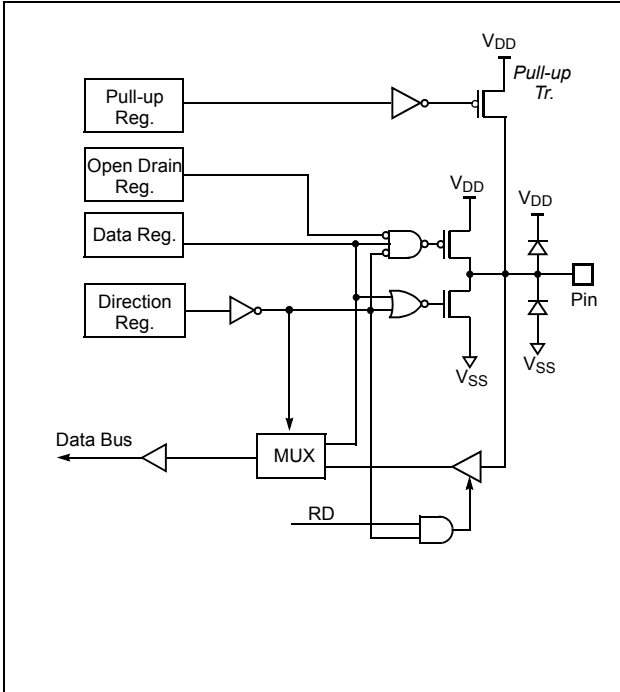 VDD
Pull-up
Tr.
Pull-up
Reg.
Open Drain
Reg.
VDD
VDD
Data Reg.
Direction
Reg.
Pin
VSS
VSS
Data Bus
MUX
RD